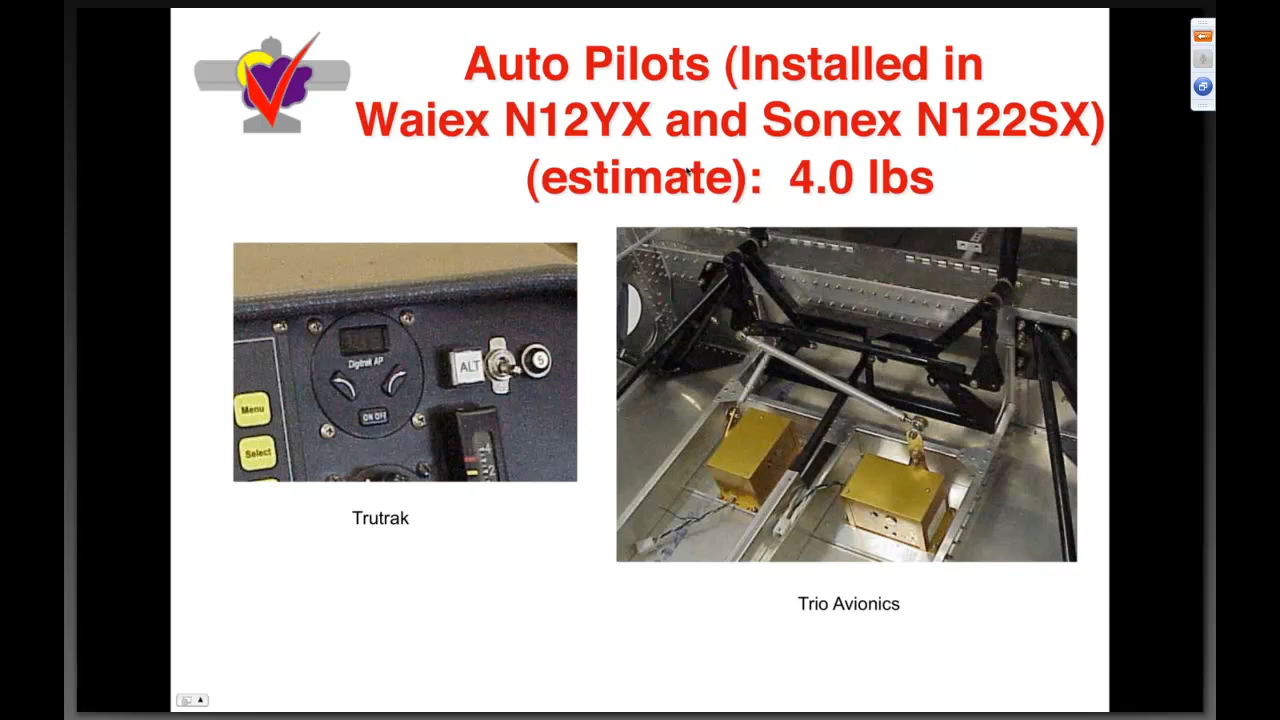 Auto Pilots (Installed in
Waiex N12YX and Sonex N122SX)
(estimate): 4.0 lbs
Digitrak AP
ALT
5
ON OFF
Menu
Select
Trutrak
Trio Avionics